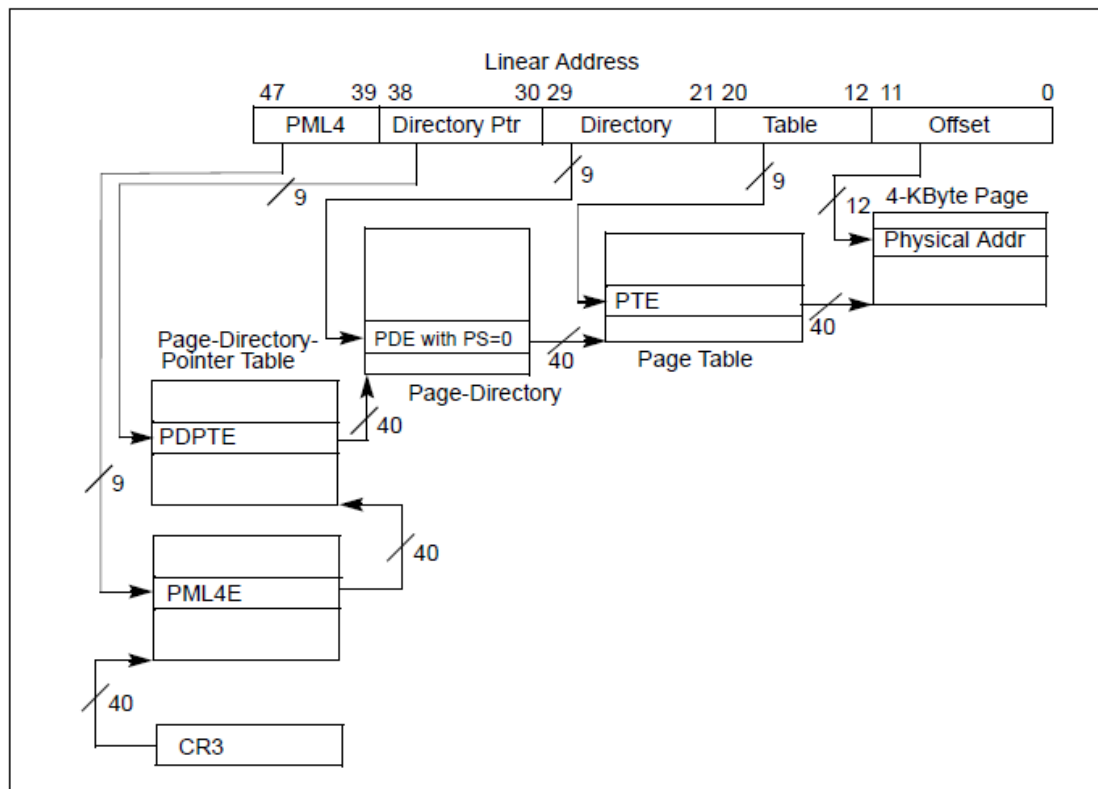 Linear Address
47 39 38 30 29 21 20 12 11 0
PML4 Directory Ptr Directory Table Offset
9 9 9 12
4-KByte Page
Physical Addr
PTE
40
Page Table
PDE with PS=0
40
Page-Directory
Page-Directory-
Pointer Table
PDPTE
40
9
40
PML4E
40
CR3